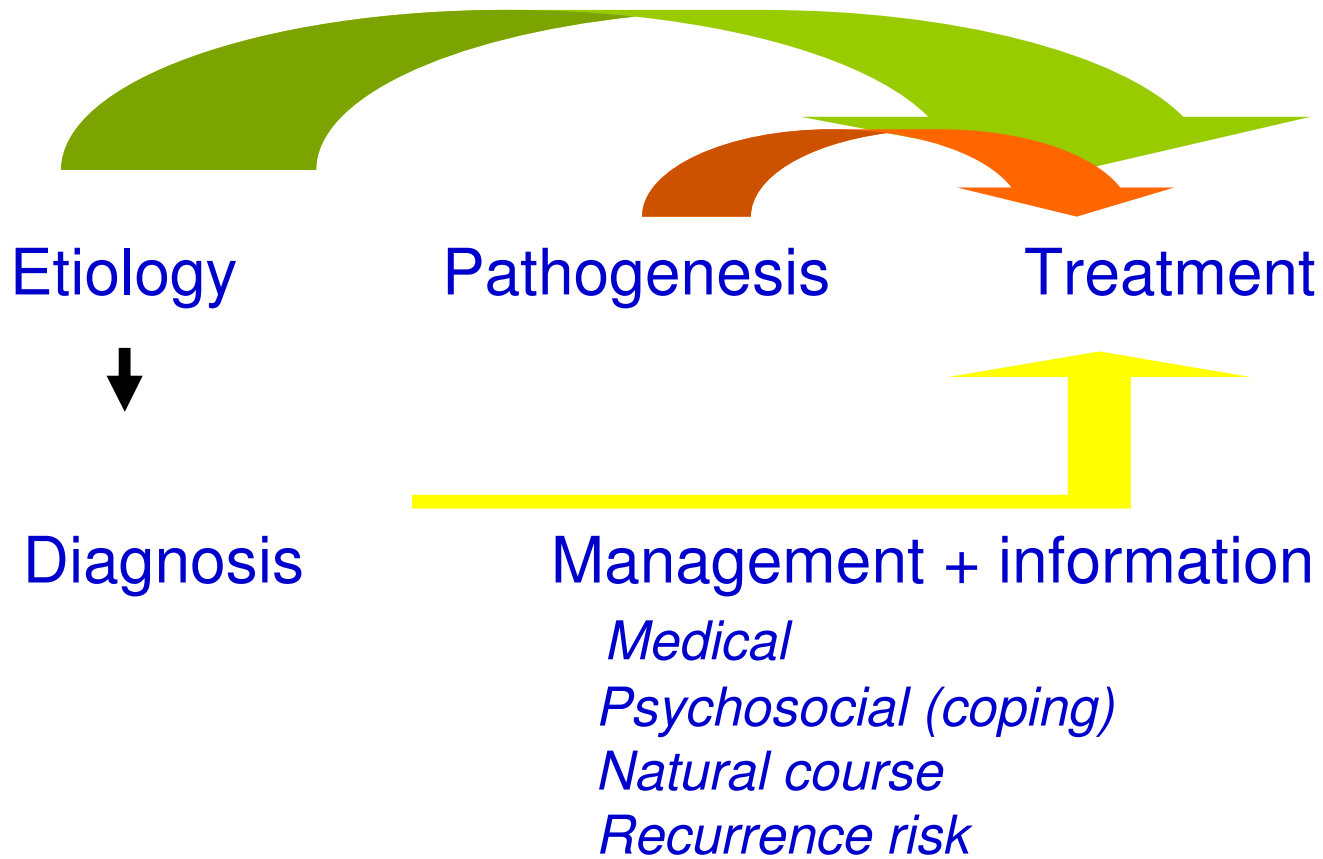 Etiology Pathogenesis Treatment
Diagnosis Management + information
Medical
Psychosocial (coping)
Natural course
Recurrence risk